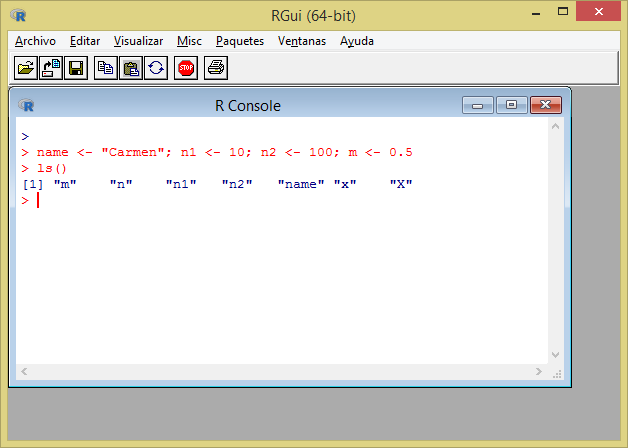 RGui (64-bit)
Archivo Editar Visualizar Misc Paquetes Ventanas Ayuda
STOP
R Console
>
> name <- "Carmen"; n1 <- 10; n2 <- 100; m <- 0.5
> ls()
[1] "m"    "n"    "n1"   "n2"   "name" "x"    "X"
>